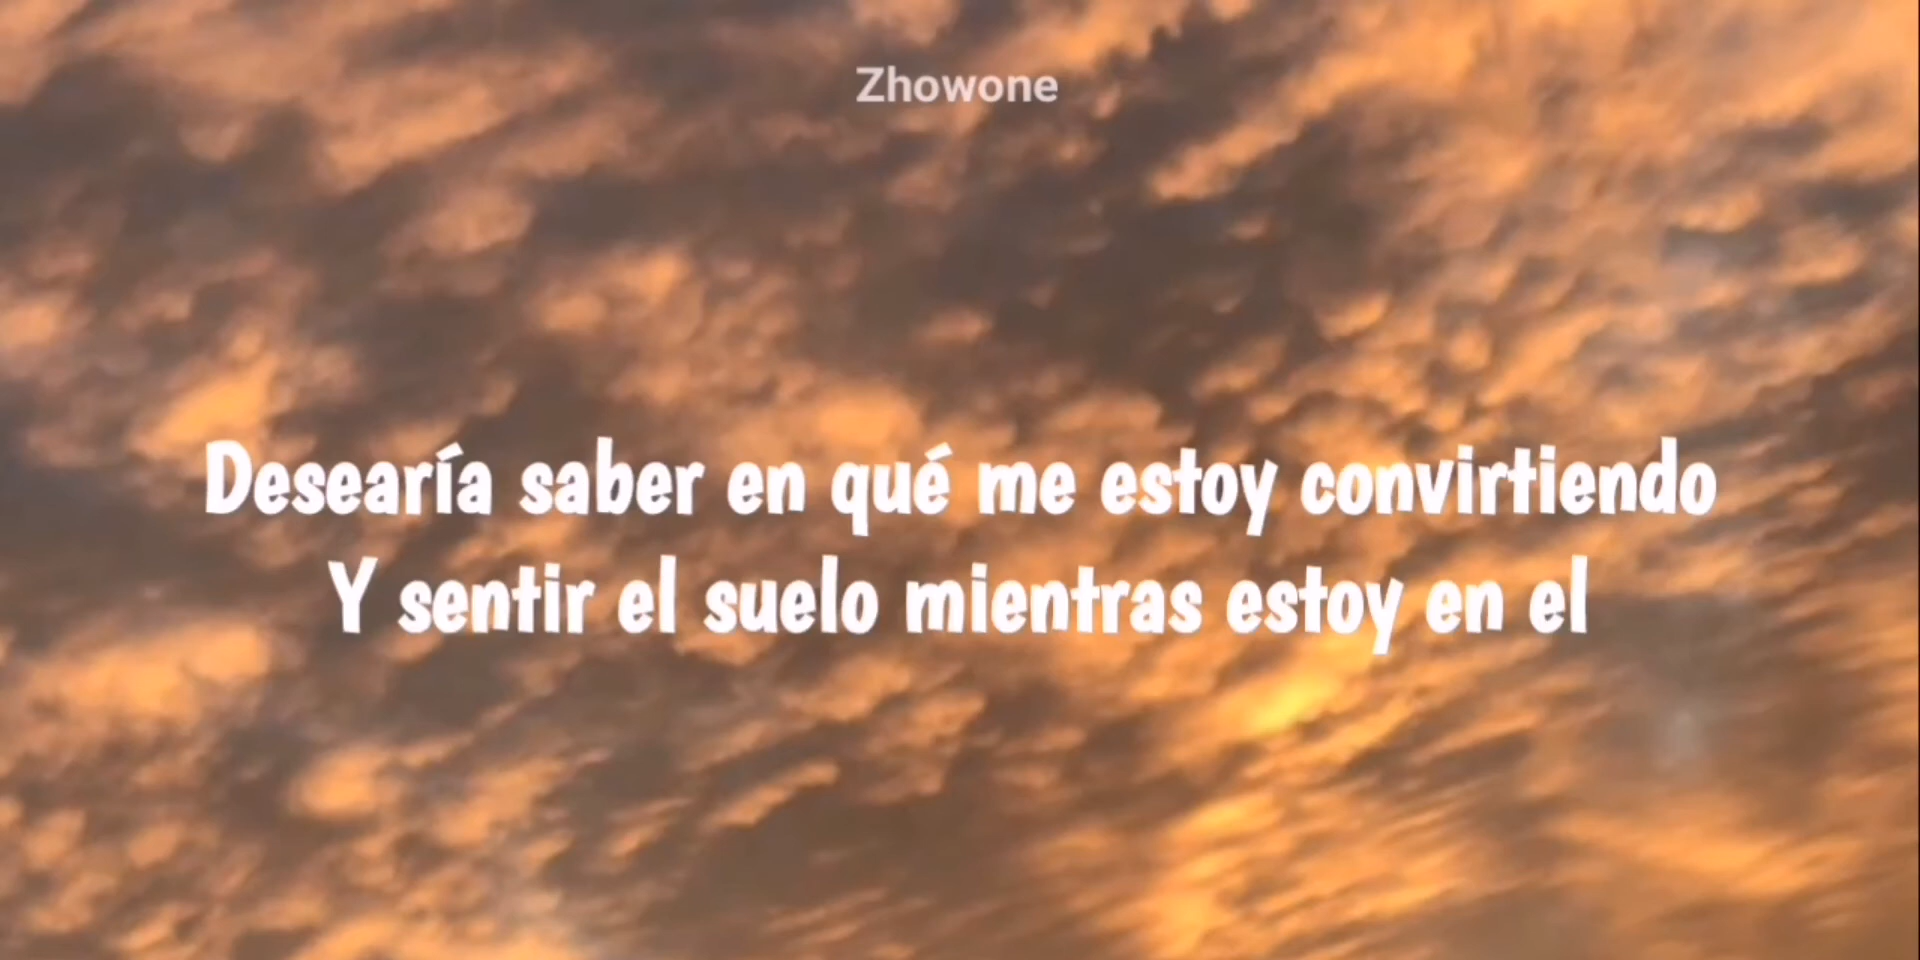 Zhowone
Desearía saber en qué me estoy convirtiendo
Y sentir el suelo mientras estoy en el